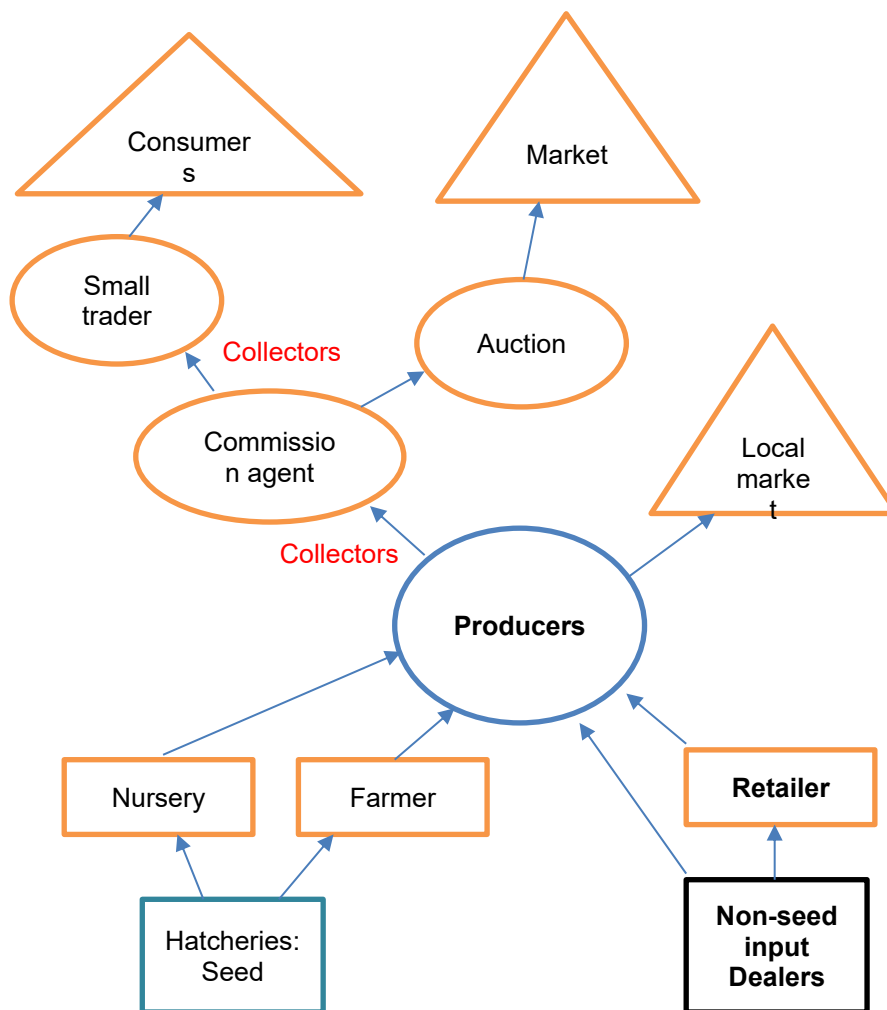 Consumer
s
Market
Small
trader
Collectors
Auction
Commissio
n agent
Local
marke
t
Collectors
Producers
Nursery
Farmer
Retailer
Hatcheries:
Seed
Non-seed
input
Dealers